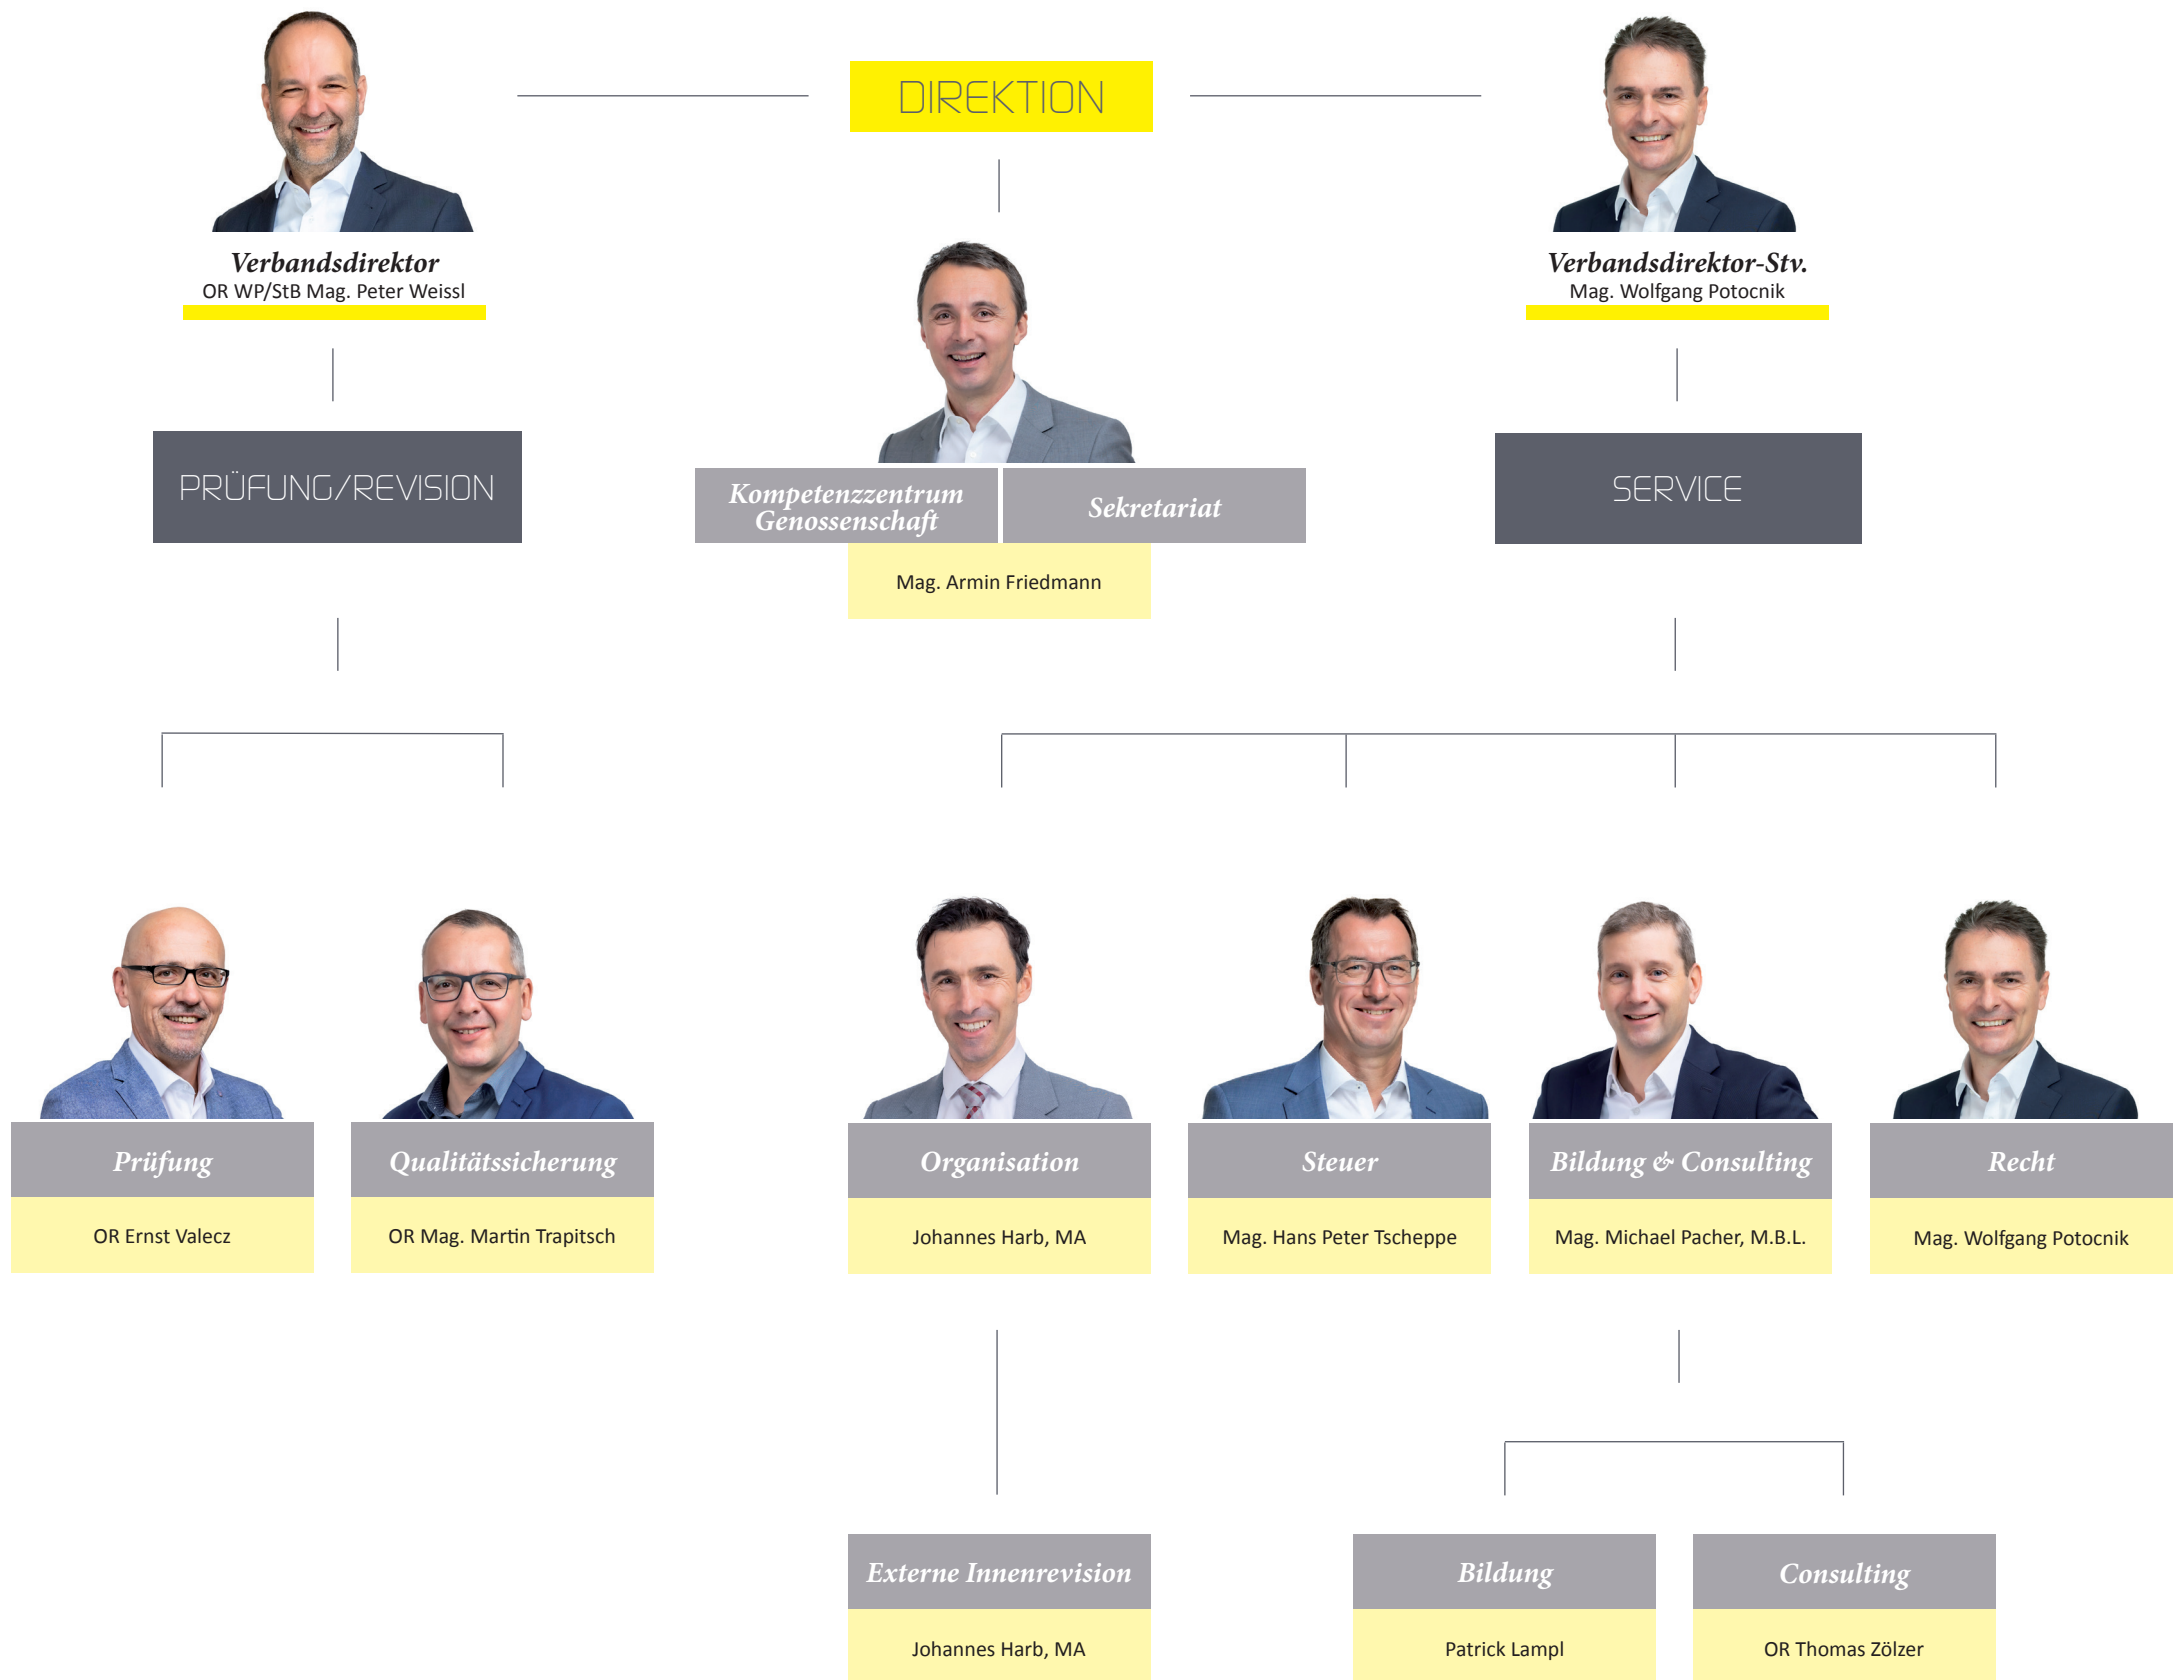 DIREKTION
Verbandsdirektor
OR WP/StB Mag. Peter Weissl
Verbandsdirektor-Stv.
Mag. Wolfgang Potocnik
PRÜFUNG/REVISION
Kompetenzzentrum
Genossenschaft
Sekretariat
SERVICE
Mag. Armin Friedmann
Prüfung
Qualitätssicherung
Organisation
Steuer
Bildung & Consulting
Recht
OR Ernst Valecz
OR Mag. Martin Trapitsch
Johannes Harb, MA
Mag. Hans Peter Tscheppe
Mag. Michael Pacher, M.B.L.
Mag. Wolfgang Potocnik
Externe Innenrevision
Bildung
Consulting
Johannes Harb, MA
Patrick Lampl
OR Thomas Zölzer